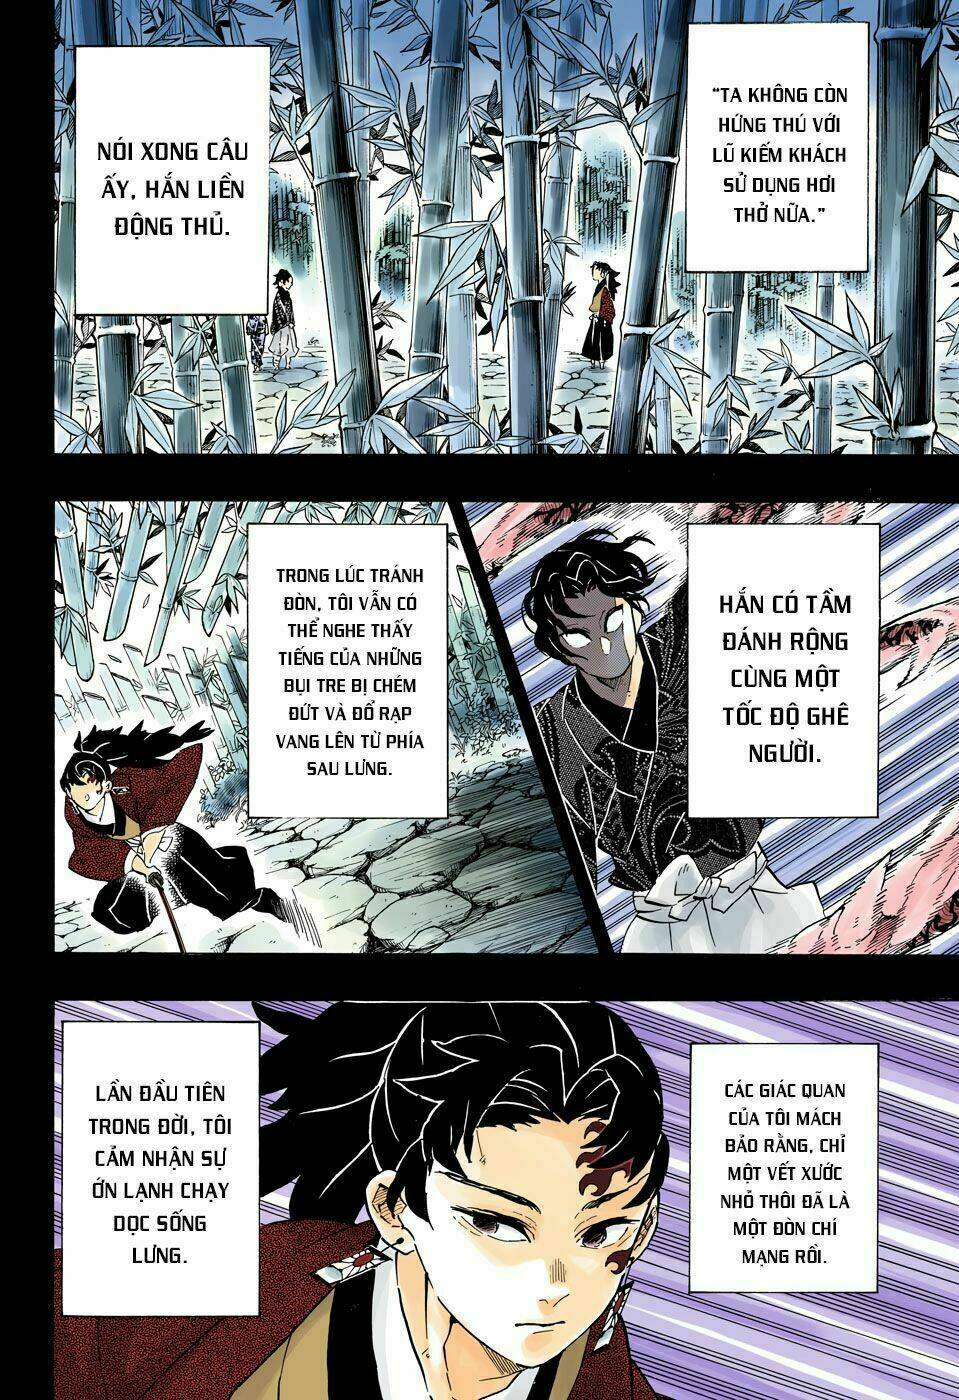 "TA KHÔNG CÒN
HỨNG THÚ VỚI
LŨ KIẾM KHÁCH
SỬ DỤNG HƠI
THỞ NỮA."
NÓI XONG CÂU
ẤY, HẮN LIỀN
ĐỘNG THỦ.
HẮN CÓ TẦM
ĐÁNH RỘNG
CÙNG MỘT
TỐC ĐỘ GHÊ
NGƯỜI.
TRONG LÚC TRÁNH
ĐÒN, TÔI VẪN CÓ
THỂ NGHE THẤY
TIẾNG CỦA NHỮNG
BỤI TRE BỊ CHÉM
ĐỨT VÀ ĐỔ RẠP
VANG LÊN TỪ PHÍA
SAU LƯNG.
CÁC GIÁC QUAN
CỦA TÔI MÁCH
BẢO RẰNG, CHỈ
MỘT VẾT XƯỚC
NHỎ THÔI ĐÃ LÀ
MỘT ĐÒN CHÍ
MẠNG RỒI.
LẦN ĐẦU TIÊN
TRONG ĐỜI, TÔI
CẢM NHẬN SỰ
ỚN LẠNH CHẠY
DỌC SỐNG
LƯNG.